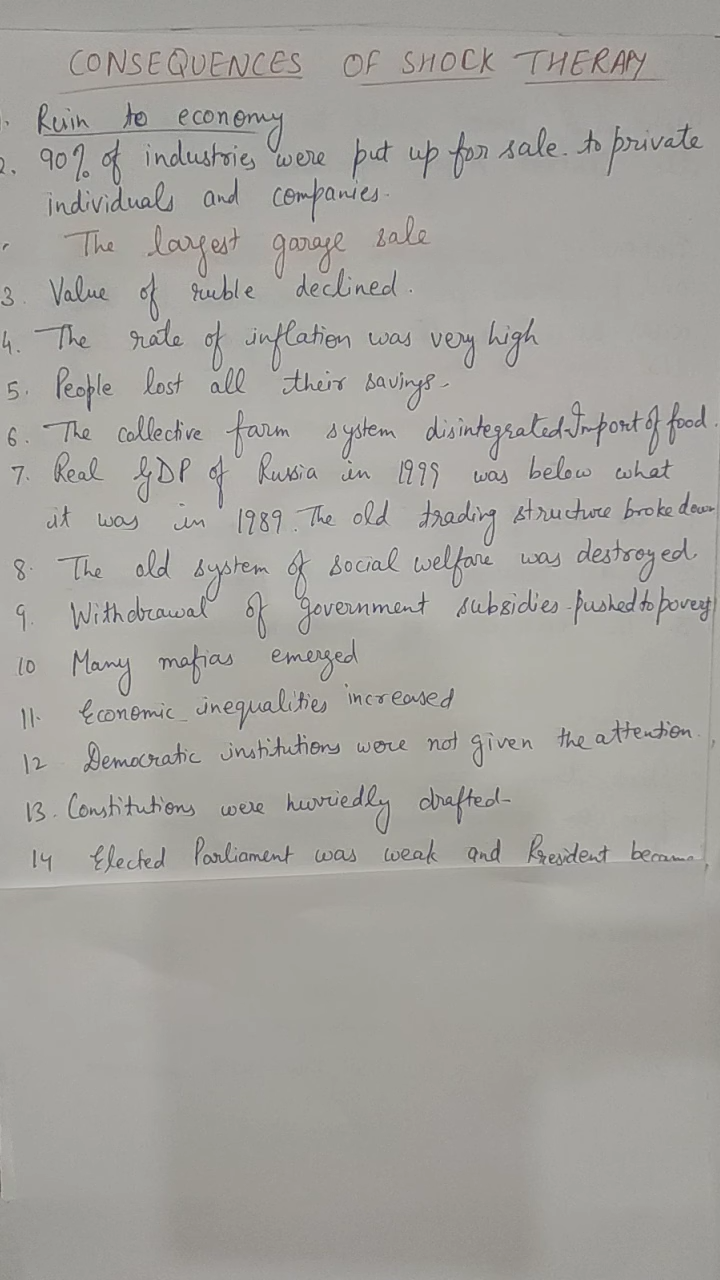 CONSEQUENCES OF SHOCK THERAPY
1. Ruin to economy
2. 90% of industries were put up for sale. to private
individuals and companies.
The largest garage sale
3. Value of ruble declined.
4. The rate of inflation was very high
5. People lost all their savings.
6. The collective farm system disintegrated-Import of food.
7. Real GDP of Russia in 1999 was below what
it was in 1989. The old trading structure broke down
8. The old system of social welfare was destroyed.
9. Withdrawal of government subsidies-pushed to
10 Many mafias emerged
11. Economic inequalities increased
12 Democratic institutions were not given the attention.
13. Constitutions were hurriedly drafted-
14 Elected Parliament was weak and President became